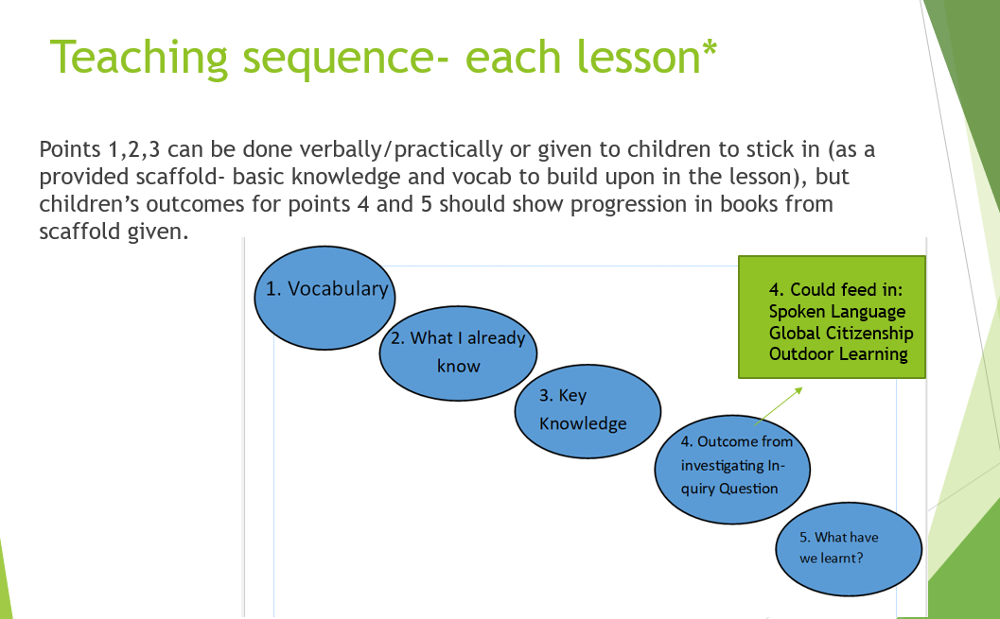 Teaching sequence- each lesson*
Points 1,2,3 can be done verbally/practically or given to children to stick in (as a
provided scaffold- basic knowledge and vocab to build upon in the lesson), but
children’s outcomes for points 4 and 5 should show progression in books from
scaffold given.
1. Vocabulary
2. What I already
know
3. Key
Knowledge
4. Could feed in:
Spoken Language
Global Citizenship
Outdoor Learning
4. Outcome from
investigating In-
quiry Question
5. What have
we learnt?